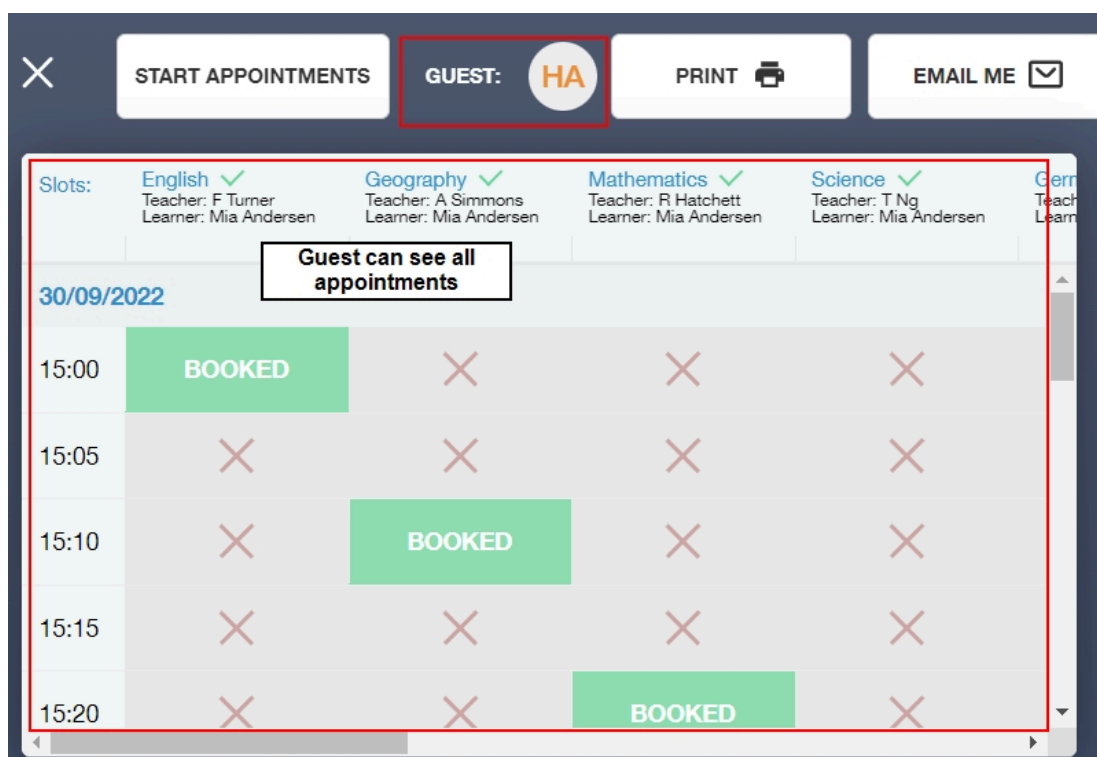 START APPOINTMENTS GUEST: HA PRINT EMAIL ME
Slots: English Geography Mathematics Science
Teacher: F Turner Teacher: A Simmons Teacher: R Hatchett Teacher: T Ng
Learner: Mia Andersen Learner: Mia Andersen Learner: Mia Andersen Learner: Mia Andersen
Guest can see all
appointments
30/09/2022
15:00 BOOKED
15:05
15:10 BOOKED
15:15
15:20 BOOKED